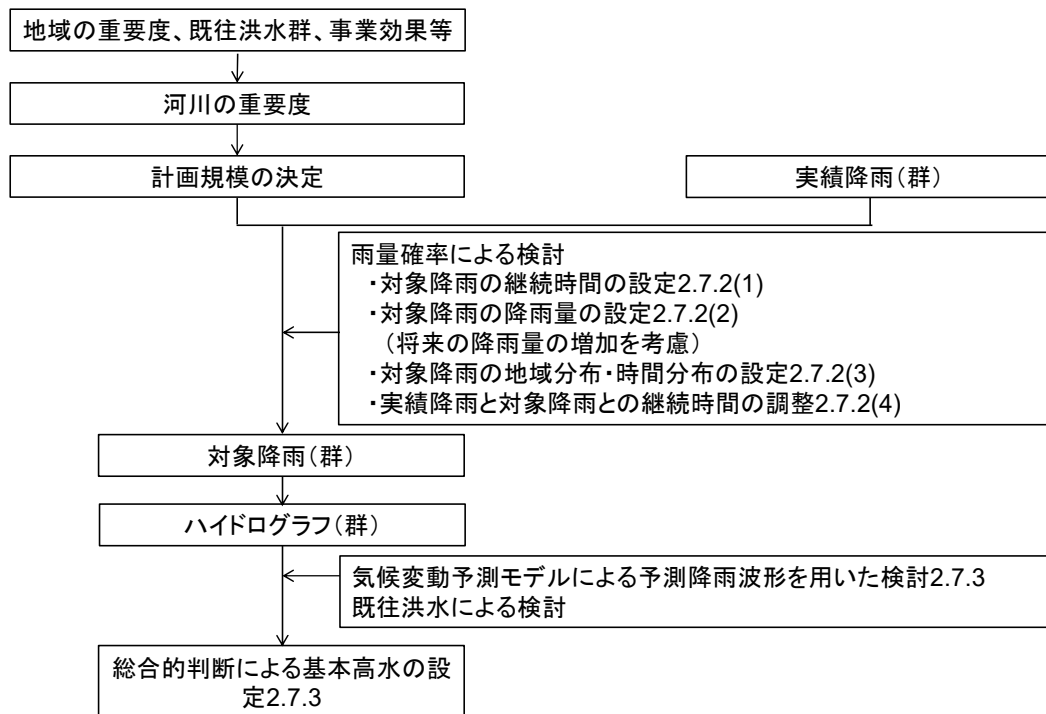 地域の重要度、既往洪水群、事業効果等
河川の重要度
計画規模の決定
実績降雨（群）
雨量確率による検討
・対象降雨の継続時間の設定2.7.2(1)
・対象降雨の降雨量の設定2.7.2(2)
（将来の降雨量の増加を考慮）
・対象降雨の地域分布・時間分布の設定2.7.2(3)
・実績降雨と対象降雨との継続時間の調整2.7.2(4)
対象降雨（群）
ハイドログラフ（群）
気候変動予測モデルによる予測降雨波形を用いた検討2.7.3
既往洪水による検討
総合的判断による基本高水の設
定2.7.3